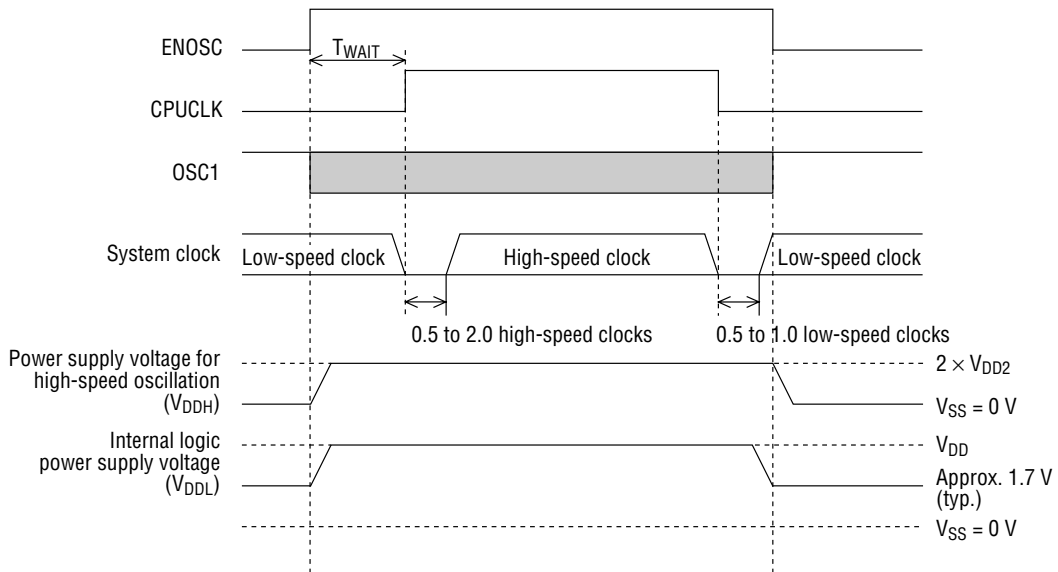 ENOSC
TWAIT
CPUCLK
OSC1
System clock
Low-speed clock
High-speed clock
Low-speed clock
0.5 to 2.0 high-speed clocks
0.5 to 1.0 low-speed clocks
Power supply voltage for
high-speed oscillation
(VDDH)
2 × VDD2
VSS = 0 V
Internal logic
power supply voltage
(VDDL)
VDD
Approx. 1.7 V
(typ.)
VSS = 0 V